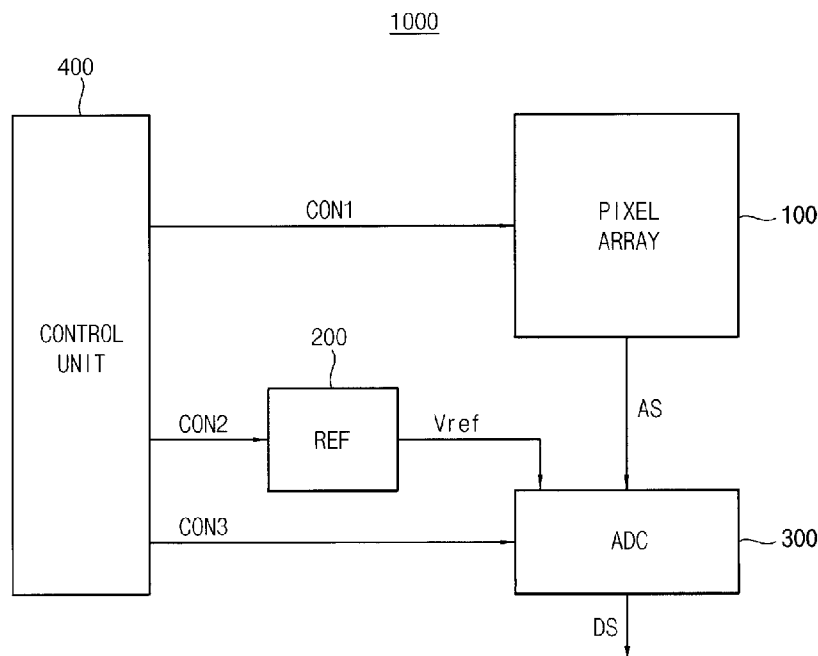 1000
400
CON1
PIXEL
ARRAY
100
CONTROL
UNIT
200
CON2
REF
Vref
AS
CON3
ADC
300
DS